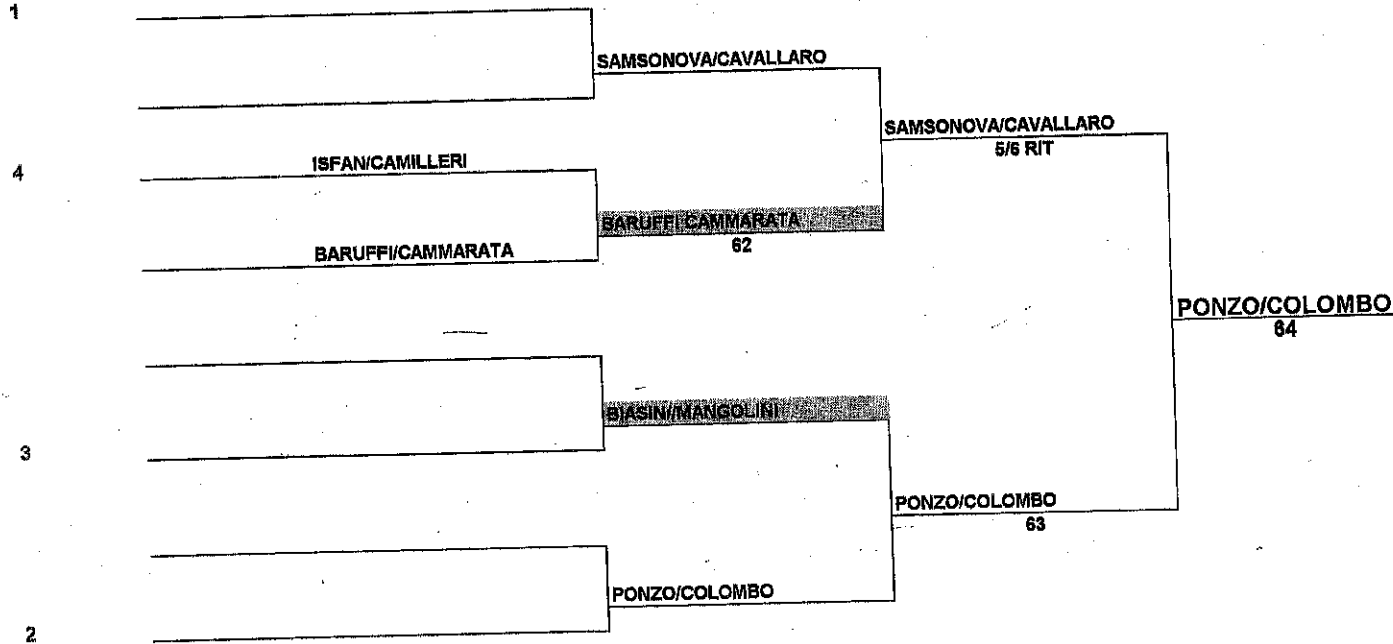 1
SAMSONOVA/CAVALLARO
SAMSONOVA/CAVALLARO
5/6 RIT
4
ISFAN/CAMILLERI
BARUFFI CAMMARATA
62
BARUFFI/CAMMARATA
PONZO/COLOMBO
64
BIASINI/MANGOLINI
3
PONZO/COLOMBO
63
PONZO/COLOMBO
2